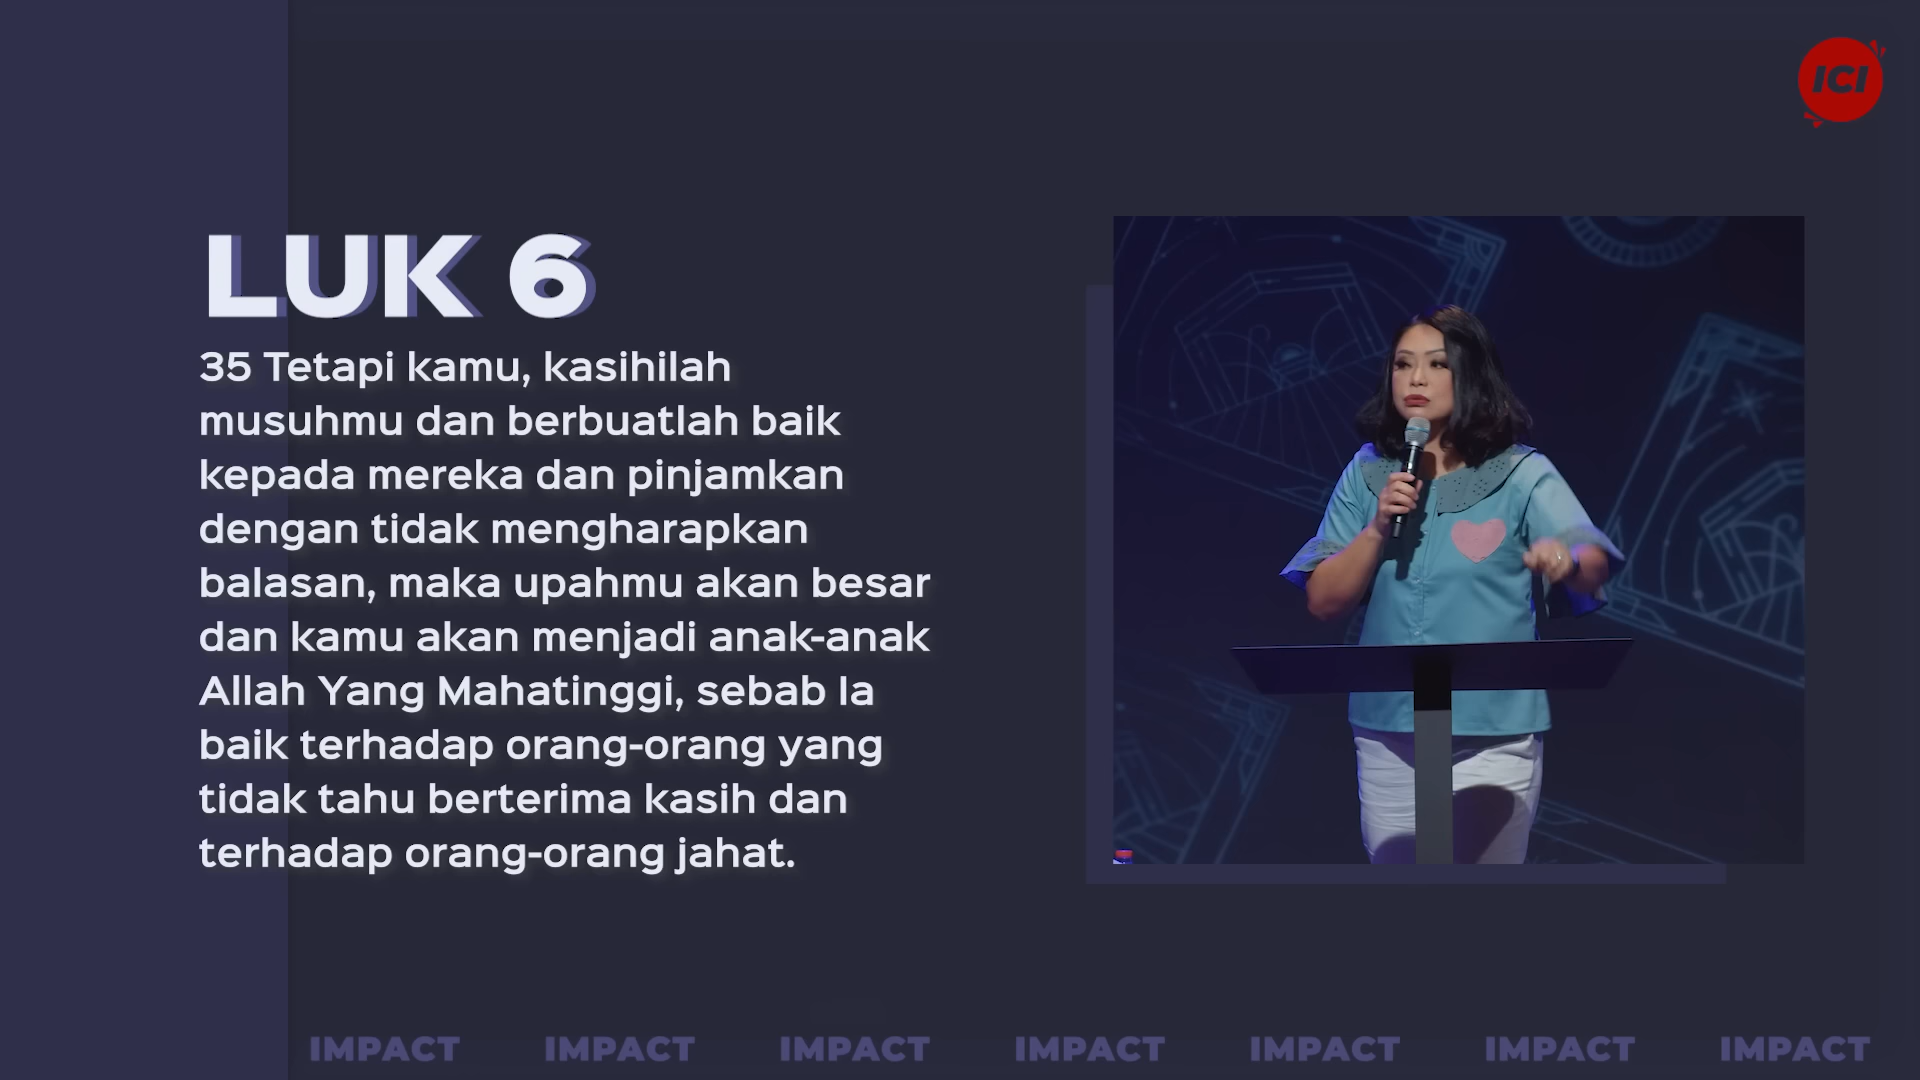 ICI
LUK 6
35 Tetapi kamu, kasihilah
musuhmu dan berbuatlah baik
kepada mereka dan pinjamkan
dengan tidak mengharapkan
balasan, maka upahmu akan besar
dan kamu akan menjadi anak-anak
Allah Yang Mahatinggi, sebab Ia
baik terhadap orang-orang yang
tidak tahu berterima kasih dan
terhadap orang-orang jahat.
IMPACT IMPACT IMPACT IMPACT IMPACT IMPACT IMPACT